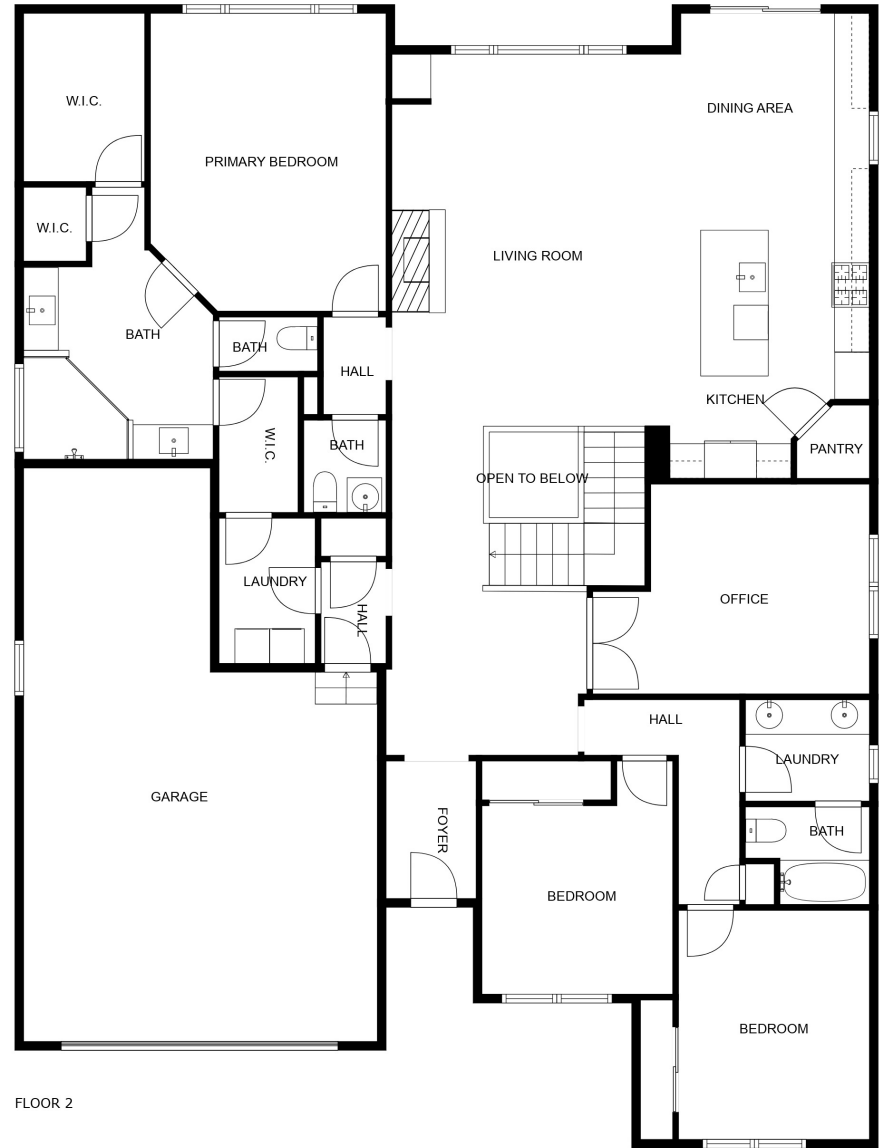 W.I.C.
DINING AREA
PRIMARY BEDROOM
W.I.C.
LIVING ROOM
BATH
BATH
HALL
KITCHEN
W.I.C.
BATH
PANTRY
OPEN TO BELOW
LAUNDRY
HALL
OFFICE
HALL
LAUNDRY
GARAGE
FOYER
BATH
BEDROOM
BEDROOM
FLOOR 2